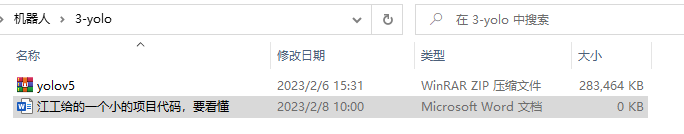 机器人 > 3-yolo
在 3-yolo 中搜索
名称 修改日期 类型 大小
yolov5 2023/2/6 15:31 WinRAR ZIP 压缩文件 283,464 KB
江工给的一个小的项目代码，要看懂 2023/2/8 10:00 Microsoft Word 文档 0 KB